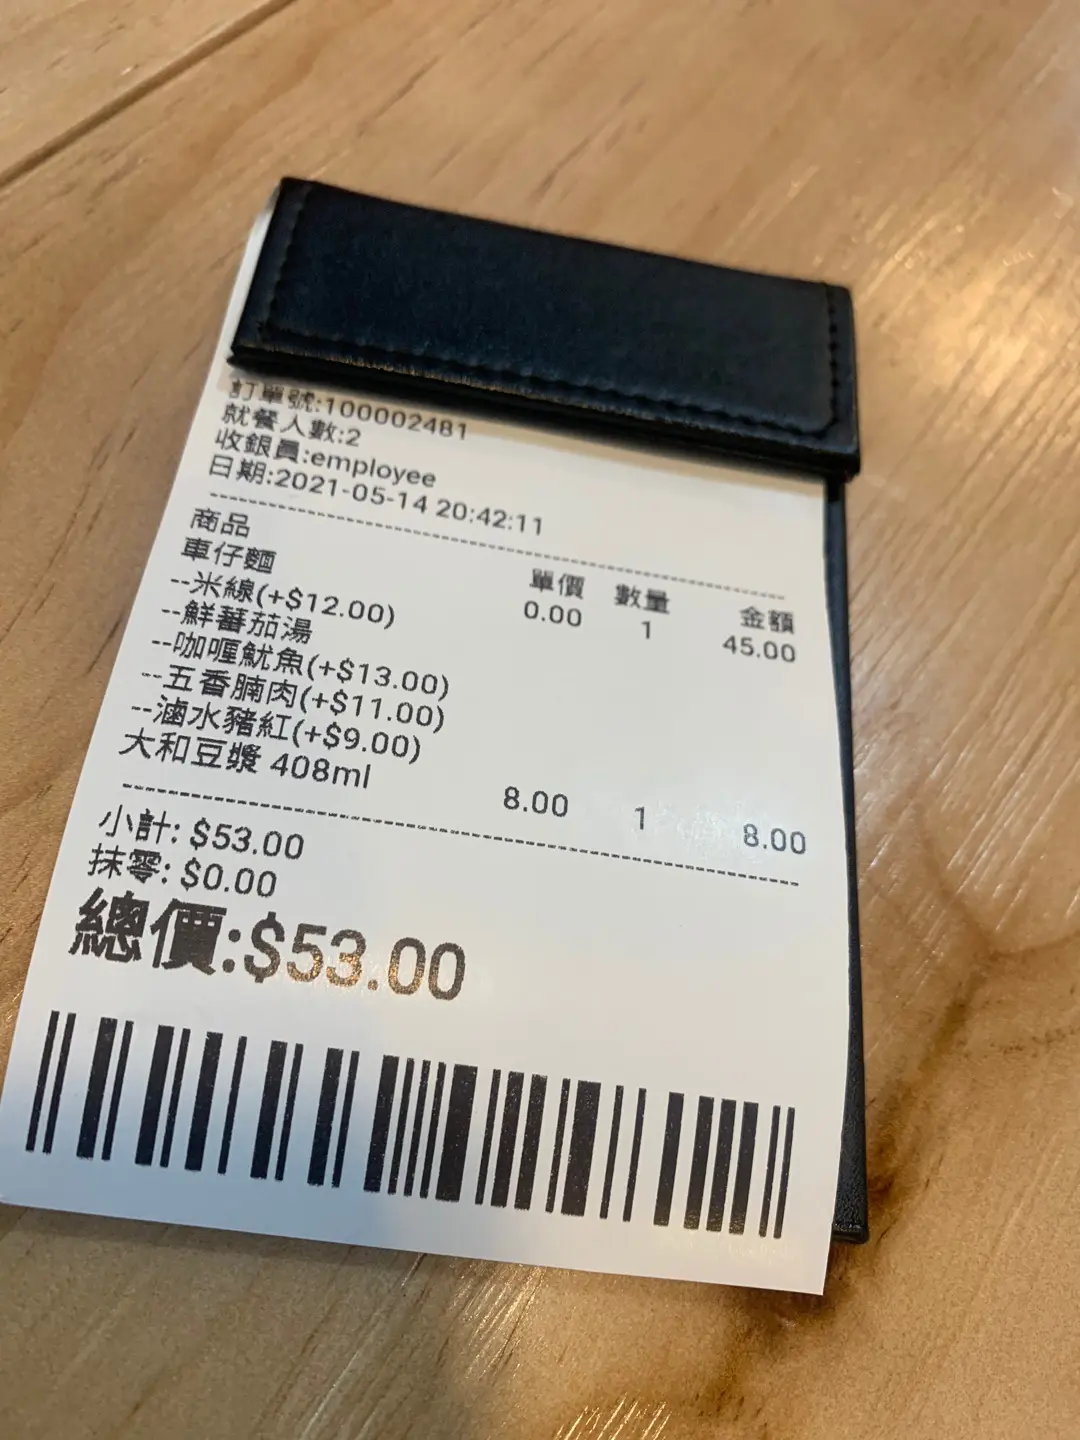 訂單號:100002481
就餐人數:2
收銀員:employee
日期:2021-05-14 20:42:11
商品 單價 數量 金額
車仔麵 0.00 1 45.00
--米線(+$12.00)
--鮮蕃茄湯
--咖喱魷魚(+$13.00)
--五香腩肉(+$11.00)
--滷水豬紅(+$9.00)
大和豆漿 408ml 8.00 1 8.00
小計: $53.00
抹零: $0.00
總價:$53.00